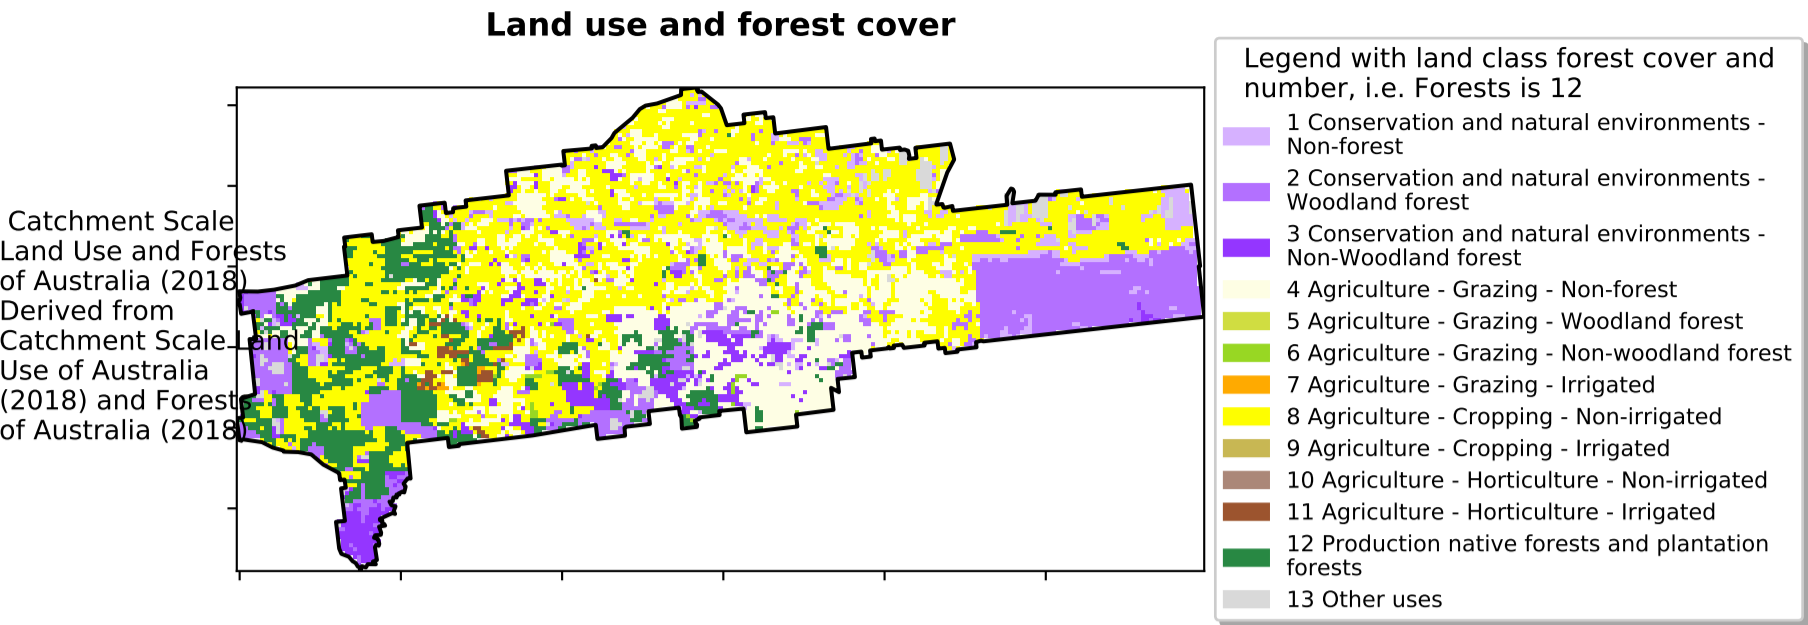 Land use and forest cover
Catchment Scale
Land Use and Forests
of Australia (2018)
Derived from
Catchment Scale Land
Use of Australia
(2018) and Forests
of Australia (2018)
Legend with land class forest cover and
number, i.e. Forests is 12
1 Conservation and natural environments -
Non-forest
2 Conservation and natural environments -
Woodland forest
3 Conservation and natural environments -
Non-Woodland forest
4 Agriculture - Grazing - Non-forest
5 Agriculture - Grazing - Woodland forest
6 Agriculture - Grazing - Non-woodland forest
7 Agriculture - Grazing - Irrigated
8 Agriculture - Cropping - Non-irrigated
9 Agriculture - Cropping - Irrigated
10 Agriculture - Horticulture - Non-irrigated
11 Agriculture - Horticulture - Irrigated
12 Production native forests and plantation
forests
13 Other uses